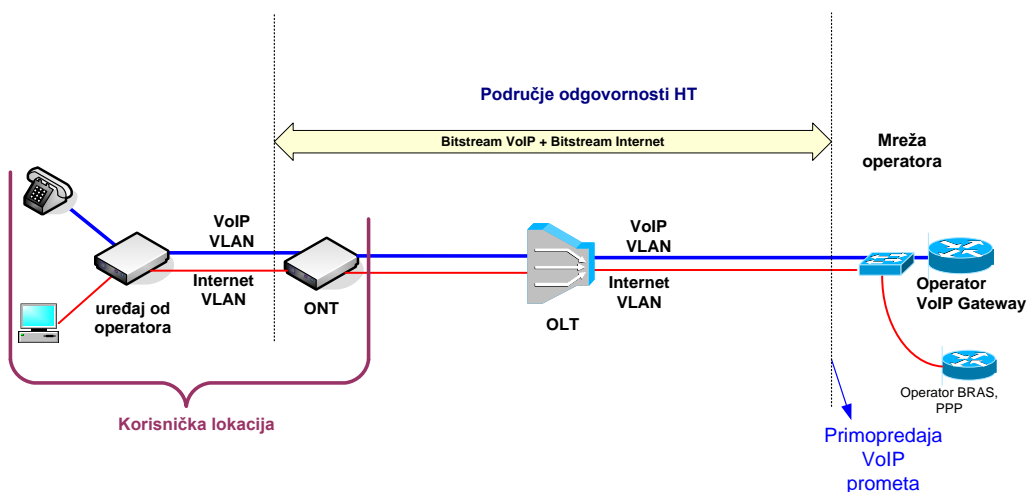 Područje odgovornosti HT
Bitstream VoIP + Bitstream Internet
Mreža
operatora
VoIP
VLAN
Internet
VLAN
uređaj od
operatora
ONT
OLT
VoIP
VLAN
Internet
VLAN
Operator
VoIP Gateway
Operator BRAS,
PPP
Korisnička lokacija
Primopredaja
VoIP
prometa